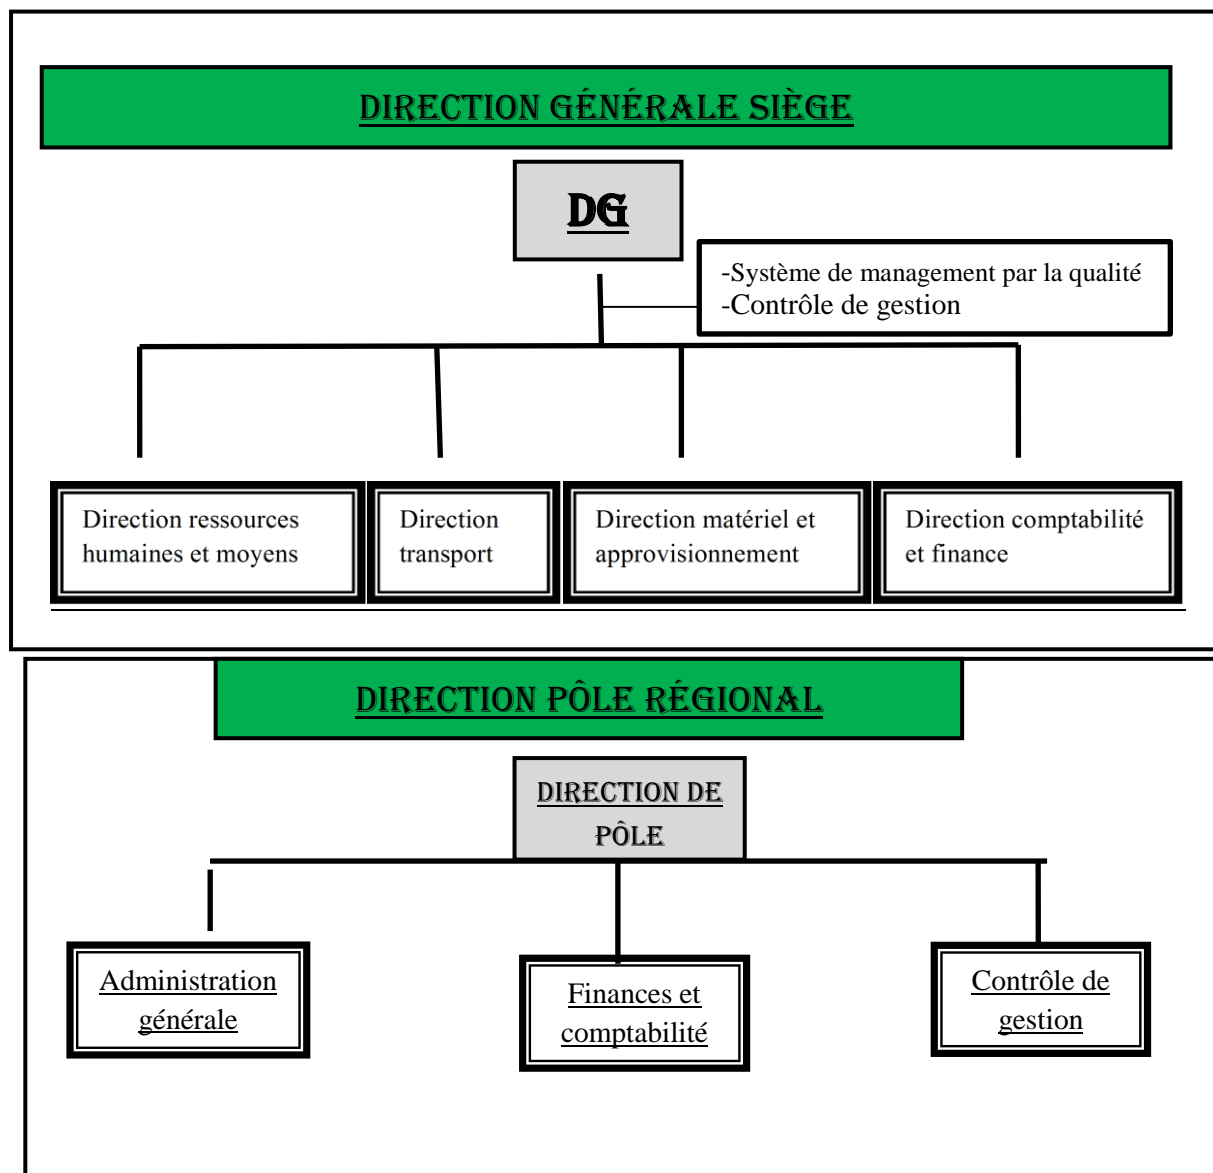 DIRECTION GÉNÉRALE SIÈGE
DG
-Système de management par la qualité
-Contrôle de gestion
Direction ressources
humaines et moyens
Direction
transport
Direction matériel et
approvisionnement
Direction comptabilité
et finance
DIRECTION PÔLE RÉGIONAL
DIRECTION DE
PÔLE
Administration
générale
Finances et
comptabilité
Contrôle de
gestion